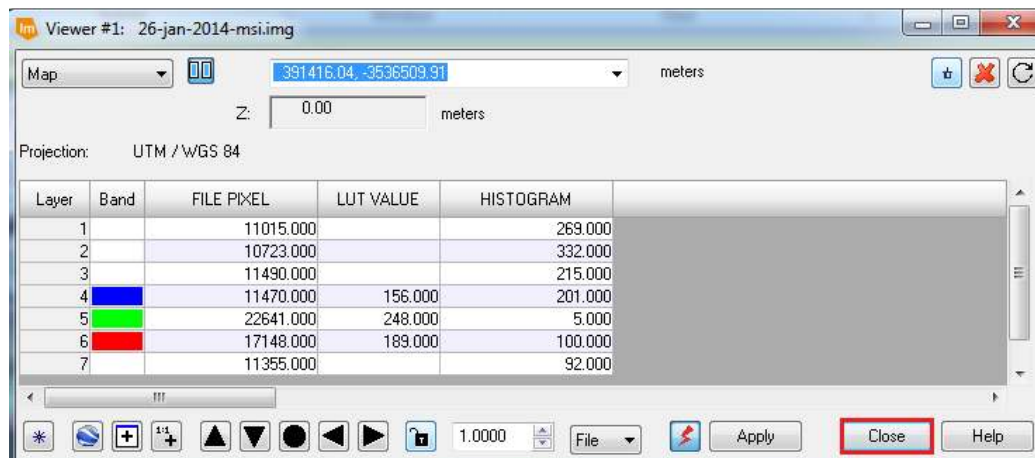 Viewer #1: 26-jan-2014-msi.img
Map 391416.04, -3536509.91 meters
Z: 0.00 meters
Projection: UTM / WGS 84
Layer Band FILE PIXEL LUT VALUE HISTOGRAM
1 11015.000 269.000
2 10723.000 332.000
3 11490.000 215.000
4 11470.000 156.000 201.000
5 22641.000 248.000 5.000
6 17148.000 189.000 100.000
7 11355.000 92.000
1:1 1.0000 File Apply Close Help